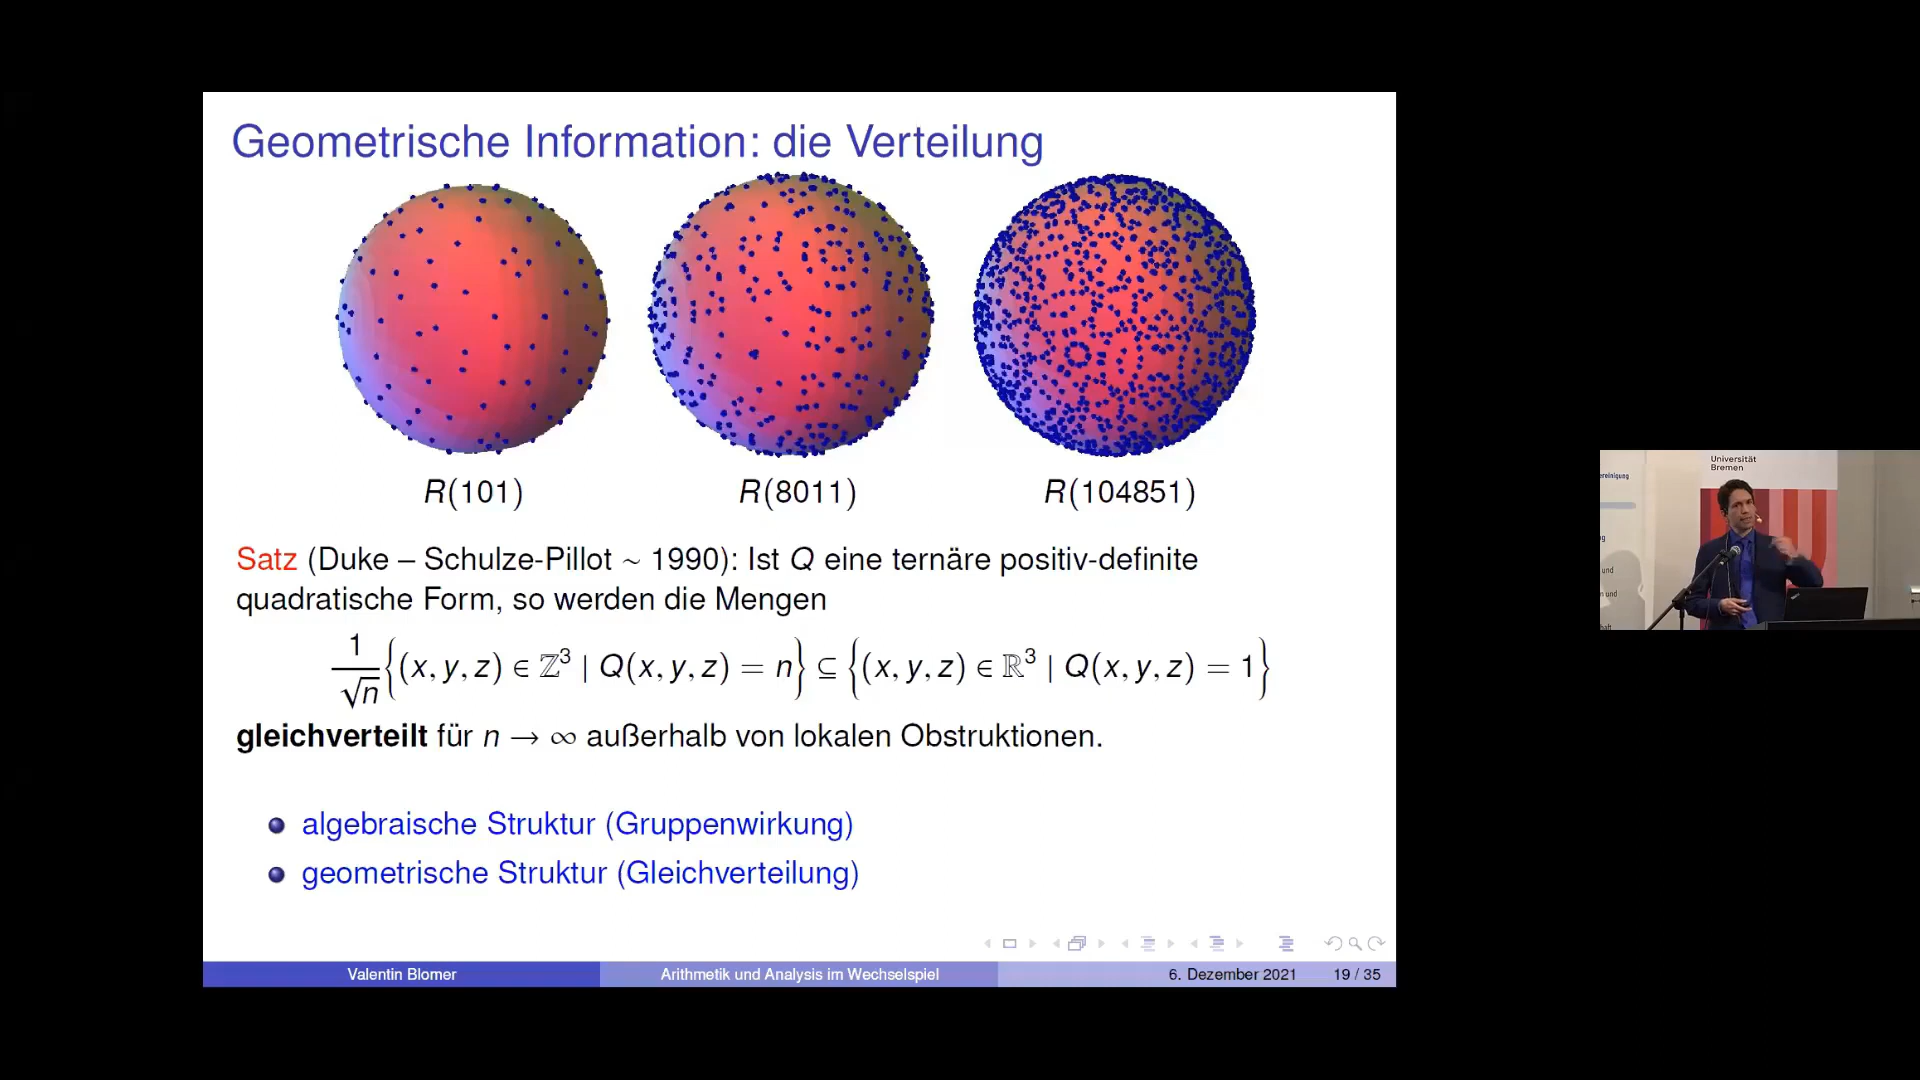 Geometrische Information: die Verteilung
R(101)
R(8011)
R(104851)
Satz (Duke – Schulze-Pillot ~ 1990): Ist Q eine ternäre positiv-definite
quadratische Form, so werden die Mengen
1/√n {(x, y, z) ∈ ℤ³ | Q(x, y, z) = n} ⊆ {(x, y, z) ∈ ℝ³ | Q(x, y, z) = 1}
gleichverteilt für n → ∞ außerhalb von lokalen Obstruktionen.
algebraische Struktur (Gruppenwirkung)
geometrische Struktur (Gleichverteilung)
Valentin Blomer
Arithmetik und Analysis im Wechselspiel
6. Dezember 2021
19 / 35
Universität
Bremen
ereinigung
und